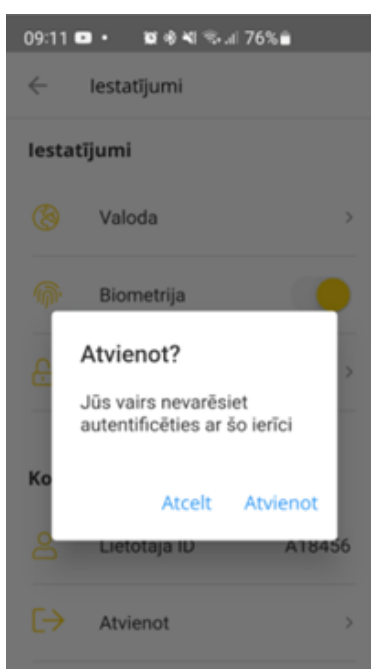 09:11 76%
Iestatījumi
Iestatījumi
Valoda
Biometrija
Atvienot?
Jūs vairs nevarēsiet
autentificēties ar šo ierīci
Atcelt Atvienot
Ko
Lietotāja ID A18456
Atvienot